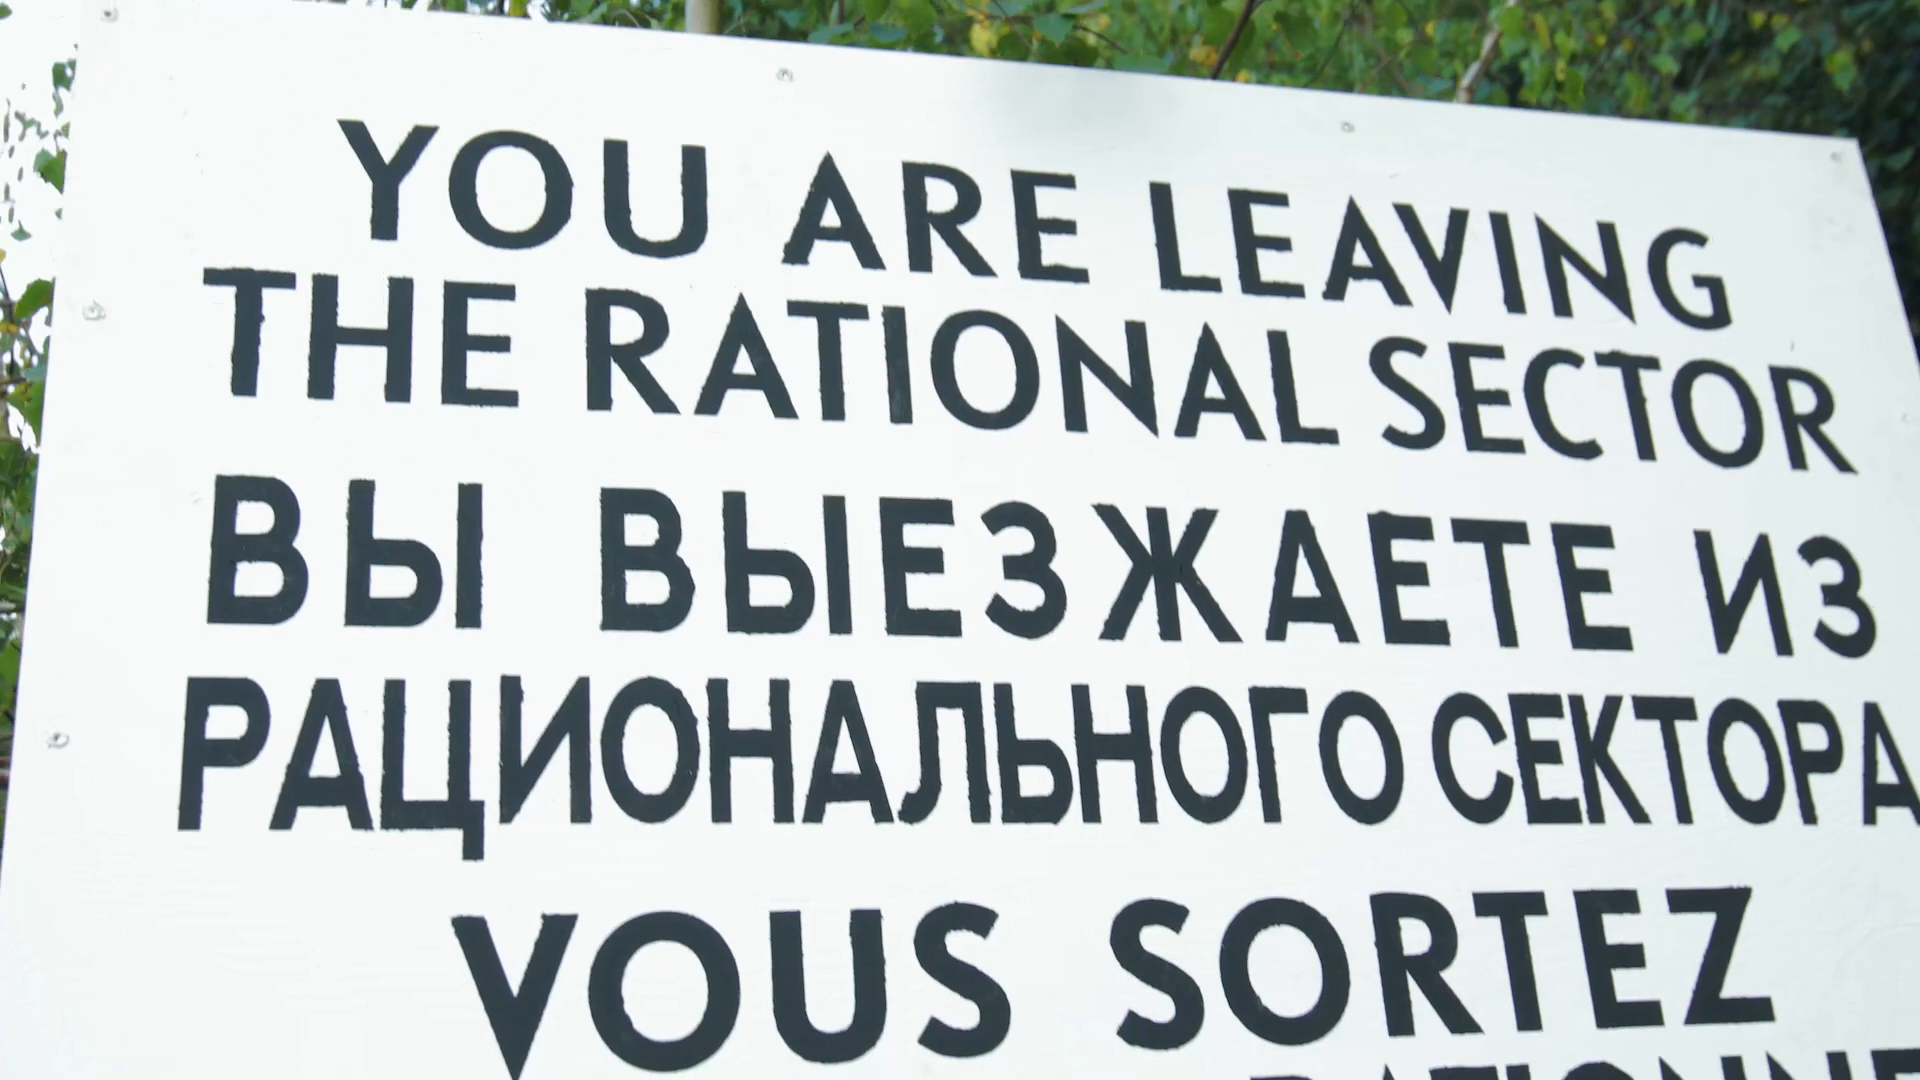 YOU ARE LEAVING
THE RATIONAL SECTOR
ВЫ ВЫЕЗЖАЕТЕ ИЗ
РАЦИОНАЛЬНОГО СЕКТОРА
VOUS SORTEZ